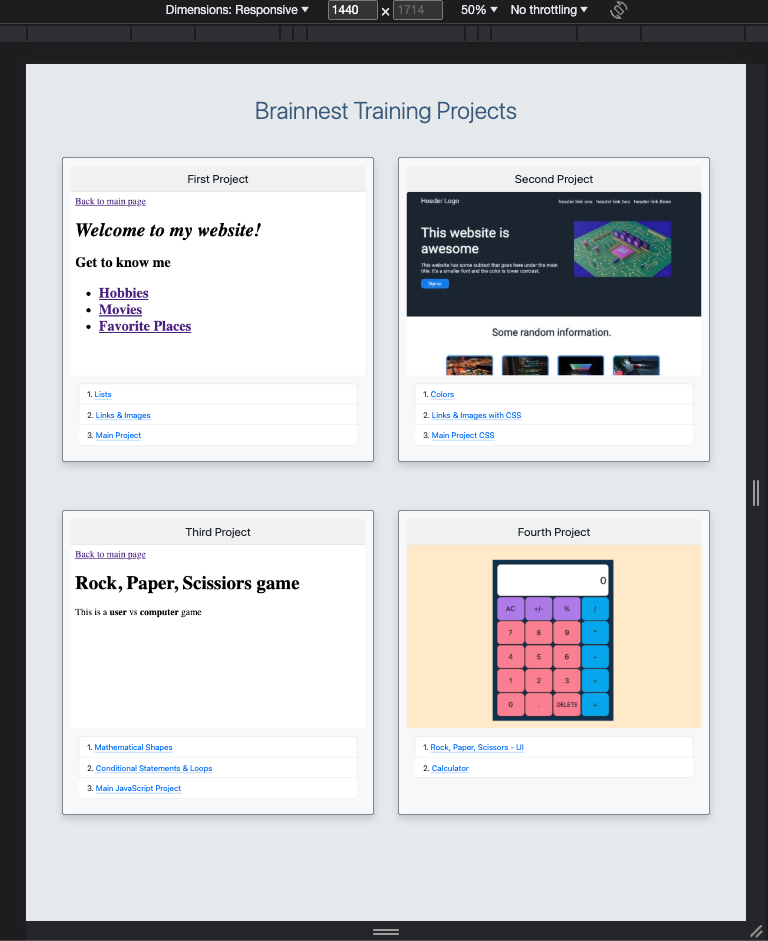 Dimensions: Responsive ▼ 1440 × 1714 50% ▼ No throttling ▼
Brainnest Training Projects
First Project
Back to main page
Welcome to my website!
Get to know me
• Hobbies
• Movies
• Favorite Places
1. Lists
2. Links & Images
3. Main Project
Second Project
Header Logo header link one header link two header link three
This website is
awesome
This website has some subtext that goes here under the main
title. It's a smaller font and the color is lower contrast.
Sign up
Some random information.
1. Colors
2. Links & Images with CSS
3. Main Project CSS
Third Project
Back to main page
Rock, Paper, Scissiors game
This is a user vs computer game
1. Mathematical Shapes
2. Conditional Statements & Loops
3. Main JavaScript Project
Fourth Project
0
AC +/- % /
7 8 9 *
4 5 6 -
1 2 3 +
0 . DELETE =
1. Rock, Paper, Scissors - UI
2. Calculator